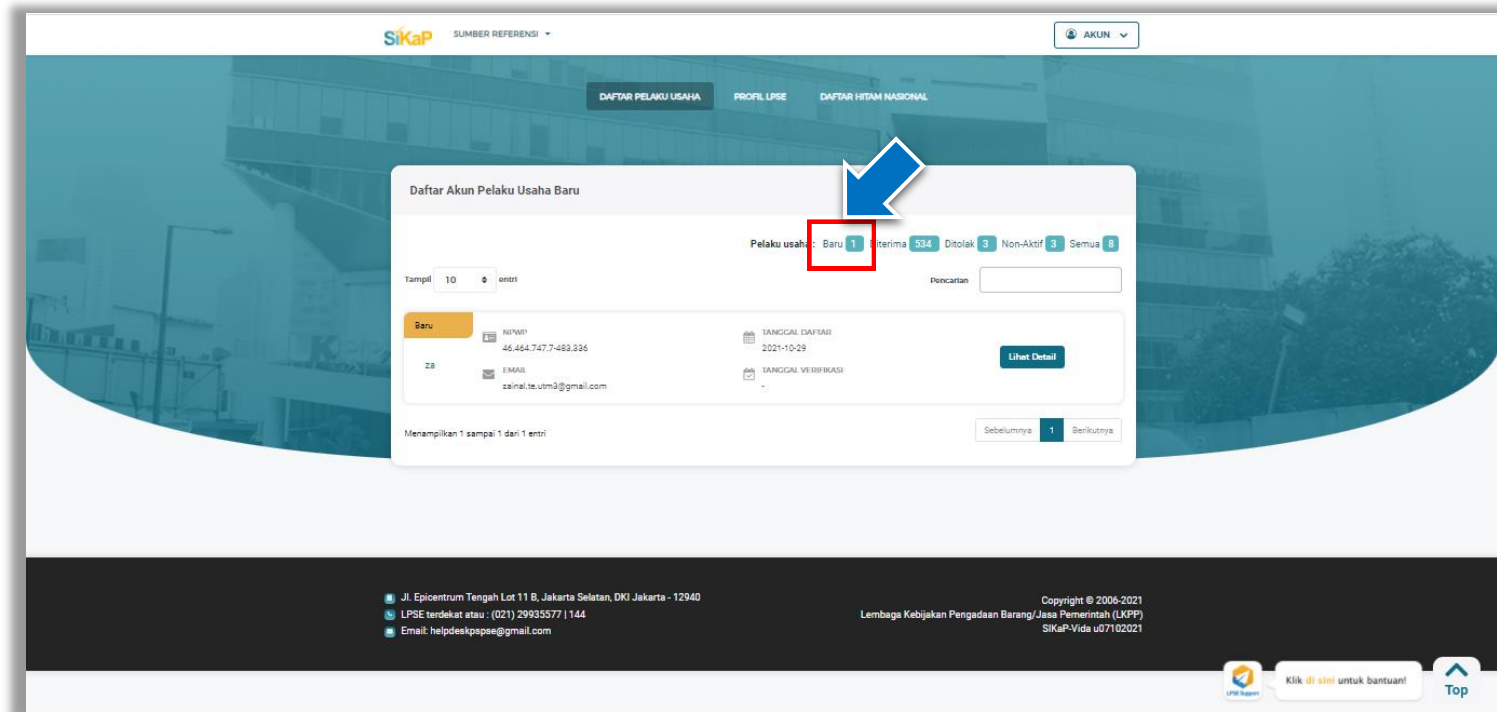 SiKaP SUMBER REFERENSI AKUN
DAFTAR PELAKU USAHA PROFIL LPSE DAFTAR HITAM NASIONAL
Daftar Akun Pelaku Usaha Baru
Pelaku usaha : Baru 1 Diterima 534 Ditolak 3 Non-Aktif 3 Semua 8
Tampil 10 entri Pencarian
Baru
za
NPWP
46.464.747.7-483.336
EMAIL
zainal.te.utm3@gmail.com
TANGGAL DAFTAR
2021-10-29
TANGGAL VERIFIKASI
-
Lihat Detail
Menampilkan 1 sampai 1 dari 1 entri
Sebelumnya 1 Berikutnya
Jl. Epicentrum Tengah Lot 11 B, Jakarta Selatan, DKI Jakarta - 12940
LPSE terdekat atau : (021) 29935577 | 144
Email: helpdeskpspse@gmail.com
Copyright © 2006-2021
Lembaga Kebijakan Pengadaan Barang/Jasa Pemerintah (LKPP)
SIKaP-Vida u07102021
LPSE Support
Klik di sini untuk bantuan!
Top